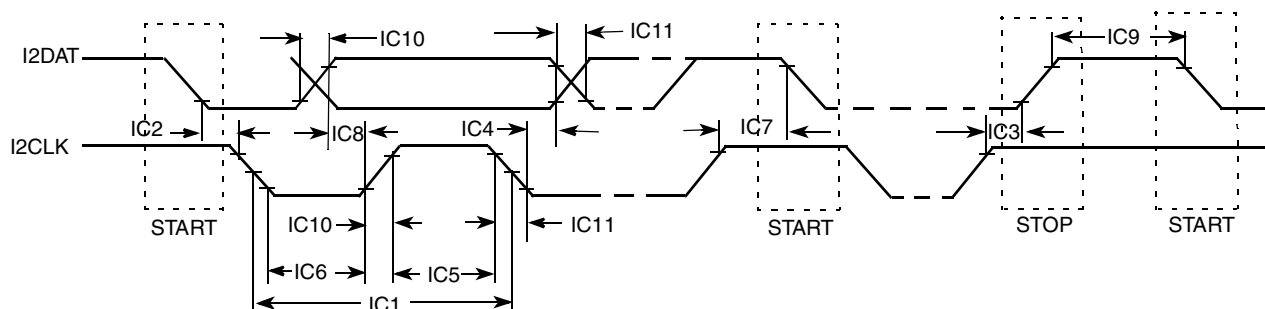 IC10
IC11
IC9
I2DAT
IC2
IC8
IC4
IC7
IC3
I2CLK
START
IC10
IC11
START
STOP
START
IC6
IC5
IC1